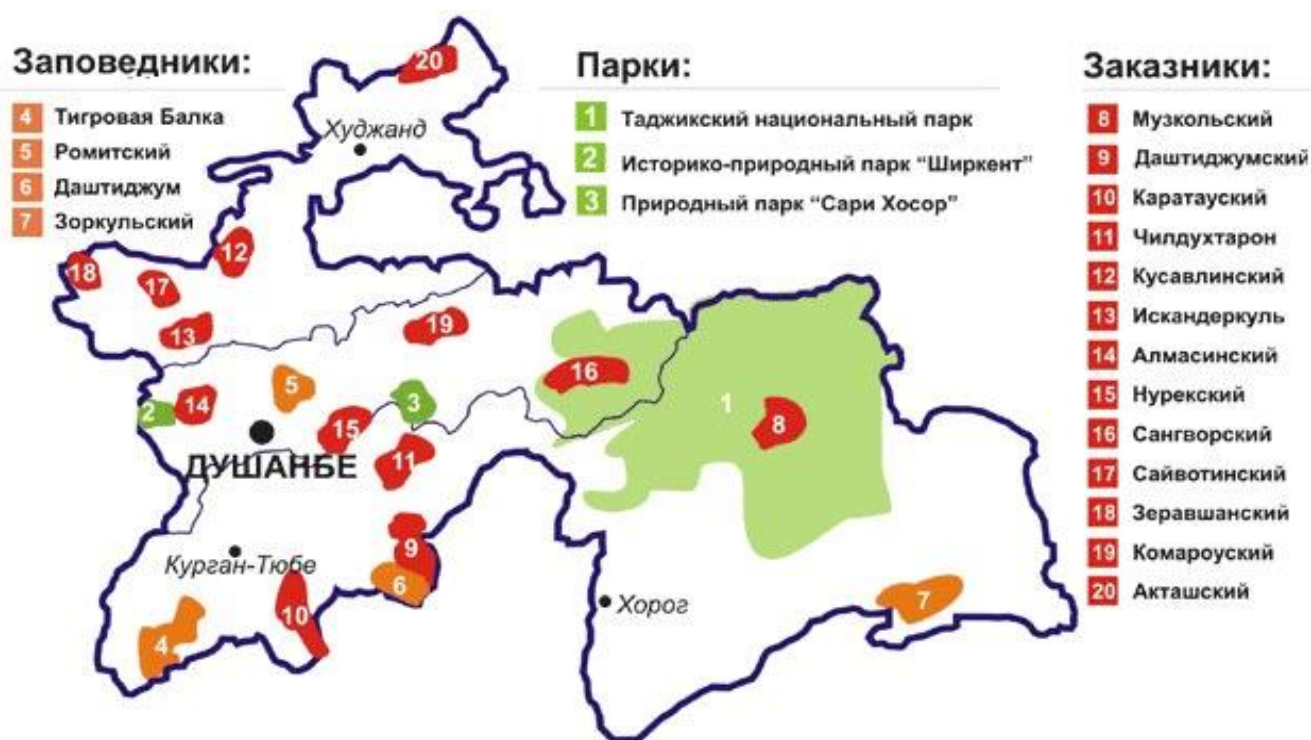 Заповедники:
4 Тигровая Балка
5 Ромитский
6 Даштиджум
7 Зоркульский
Парки:
1 Таджикский национальный парк
2 Историко-природный парк “Ширкент”
3 Природный парк “Сари Хосор”
Заказники:
8 Музкольский
9 Даштиджумский
10 Каратауский
11 Чилдухтарон
12 Кусавлинский
13 Искандеркуль
14 Алмасинский
15 Нурекский
16 Сангворский
17 Сайвотинский
18 Зеравшанский
19 Комароуский
20 Акташский
20
Худжанд
12
18
17
13
19
16
5
1
2
14
3
8
15
ДУШАНБЕ
11
9
Курган-Тюбе
6
Хорог
7
10
4